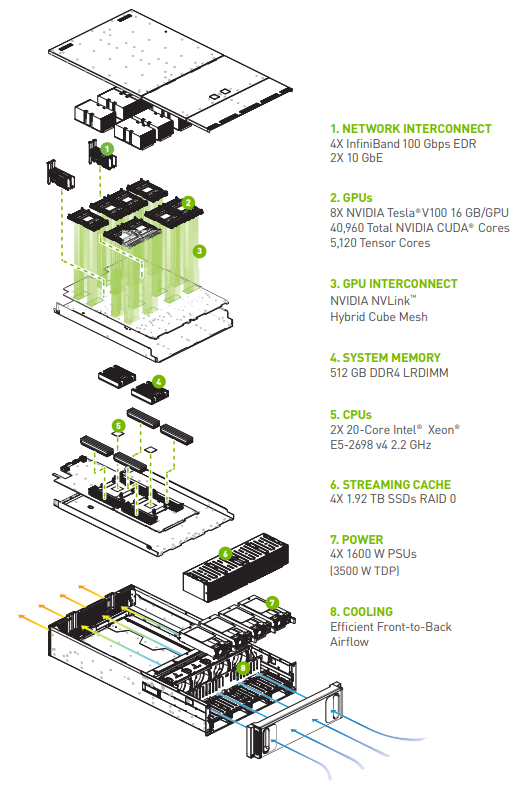 1. NETWORK INTERCONNECT
4X InfiniBand 100 Gbps EDR
2X 10 GbE
2. GPUs
8X NVIDIA Tesla® V100 16 GB/GPU
40,960 Total NVIDIA CUDA® Cores
5,120 Tensor Cores
3. GPU INTERCONNECT
NVIDIA NVLink™
Hybrid Cube Mesh
4. SYSTEM MEMORY
512 GB DDR4 LRDIMM
5. CPUs
2X 20-Core Intel® Xeon®
E5-2698 v4 2.2 GHz
6. STREAMING CACHE
4X 1.92 TB SSDs RAID 0
7. POWER
4X 1600 W PSUs
(3500 W TDP)
8. COOLING
Efficient Front-to-Back
Airflow
1
2
3
4
5
6
7
8